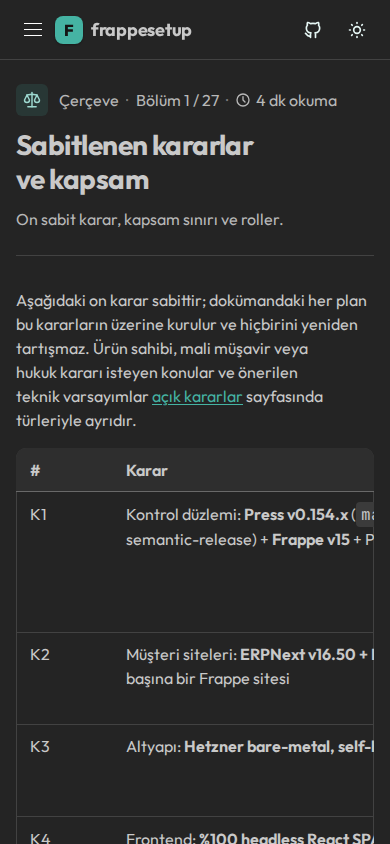 F frappesetup
Çerçeve · Bölüm 1 / 27 · 4 dk okuma
Sabitlenen kararlar
ve kapsam
On sabit karar, kapsam sınırı ve roller.
Aşağıdaki on karar sabittir; dokümandaki her plan
bu kararların üzerine kurulur ve hiçbirini yeniden
tartışmaz. Ürün sahibi, mali müşavir veya
hukuk kararı isteyen konular ve önerilen
teknik varsayımlar açık kararlar sayfasında
türleriyle ayrıdır.
# Karar
K1 Kontrol düzlemi: Press v0.154.x (
semantic-release) + Frappe v15 + P
K2 Müşteri siteleri: ERPNext v16.50 +
başına bir Frappe sitesi
K3 Altyapı: Hetzner bare-metal, self-
K4 Frontend: %100 headless React SPA